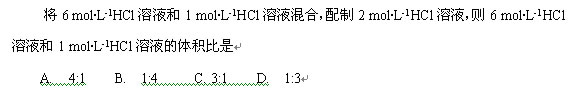 将 6 mol·L⁻¹HCl 溶液和 1 mol·L⁻¹HCl 溶液混合,配制 2 mol·L⁻¹HCl 溶液,则 6 mol·L⁻¹HCl
溶液和 1 mol·L⁻¹HCl 溶液的体积比是↵
A. 4:1 B. 1:4 C. 3:1 D. 1:3↵